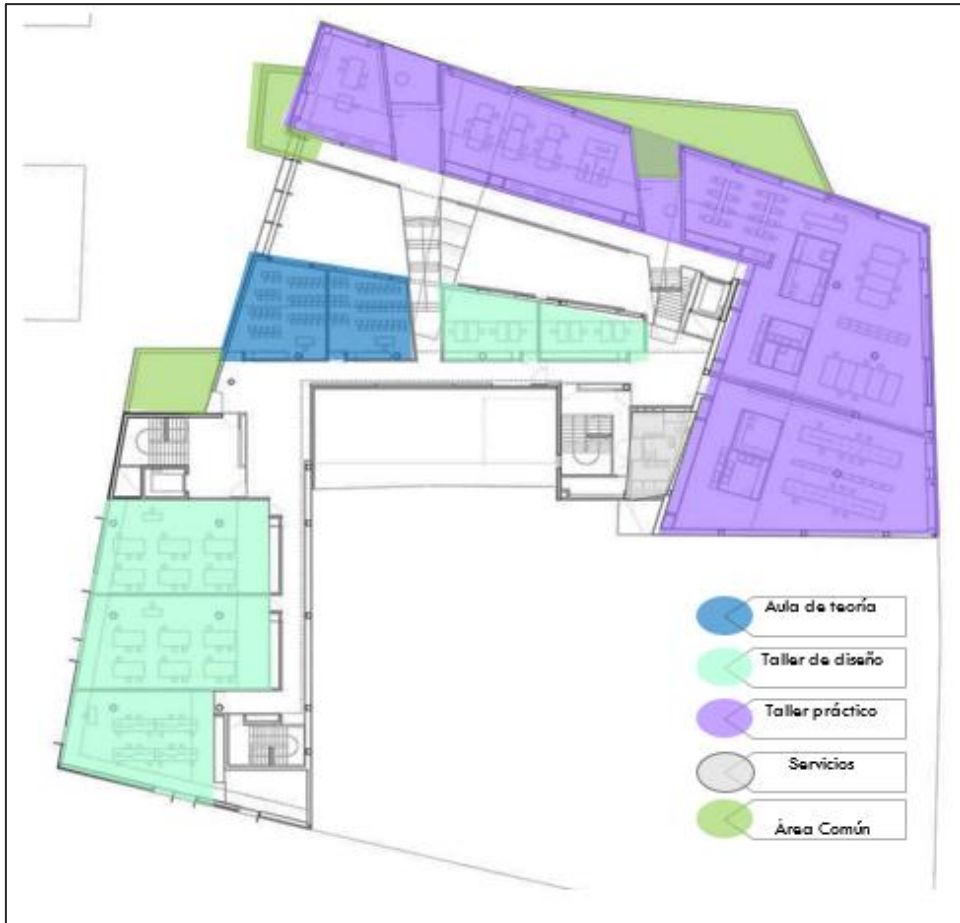 Aula de teoría
Taller de diseño
Taller práctico
Servicios
Área Común